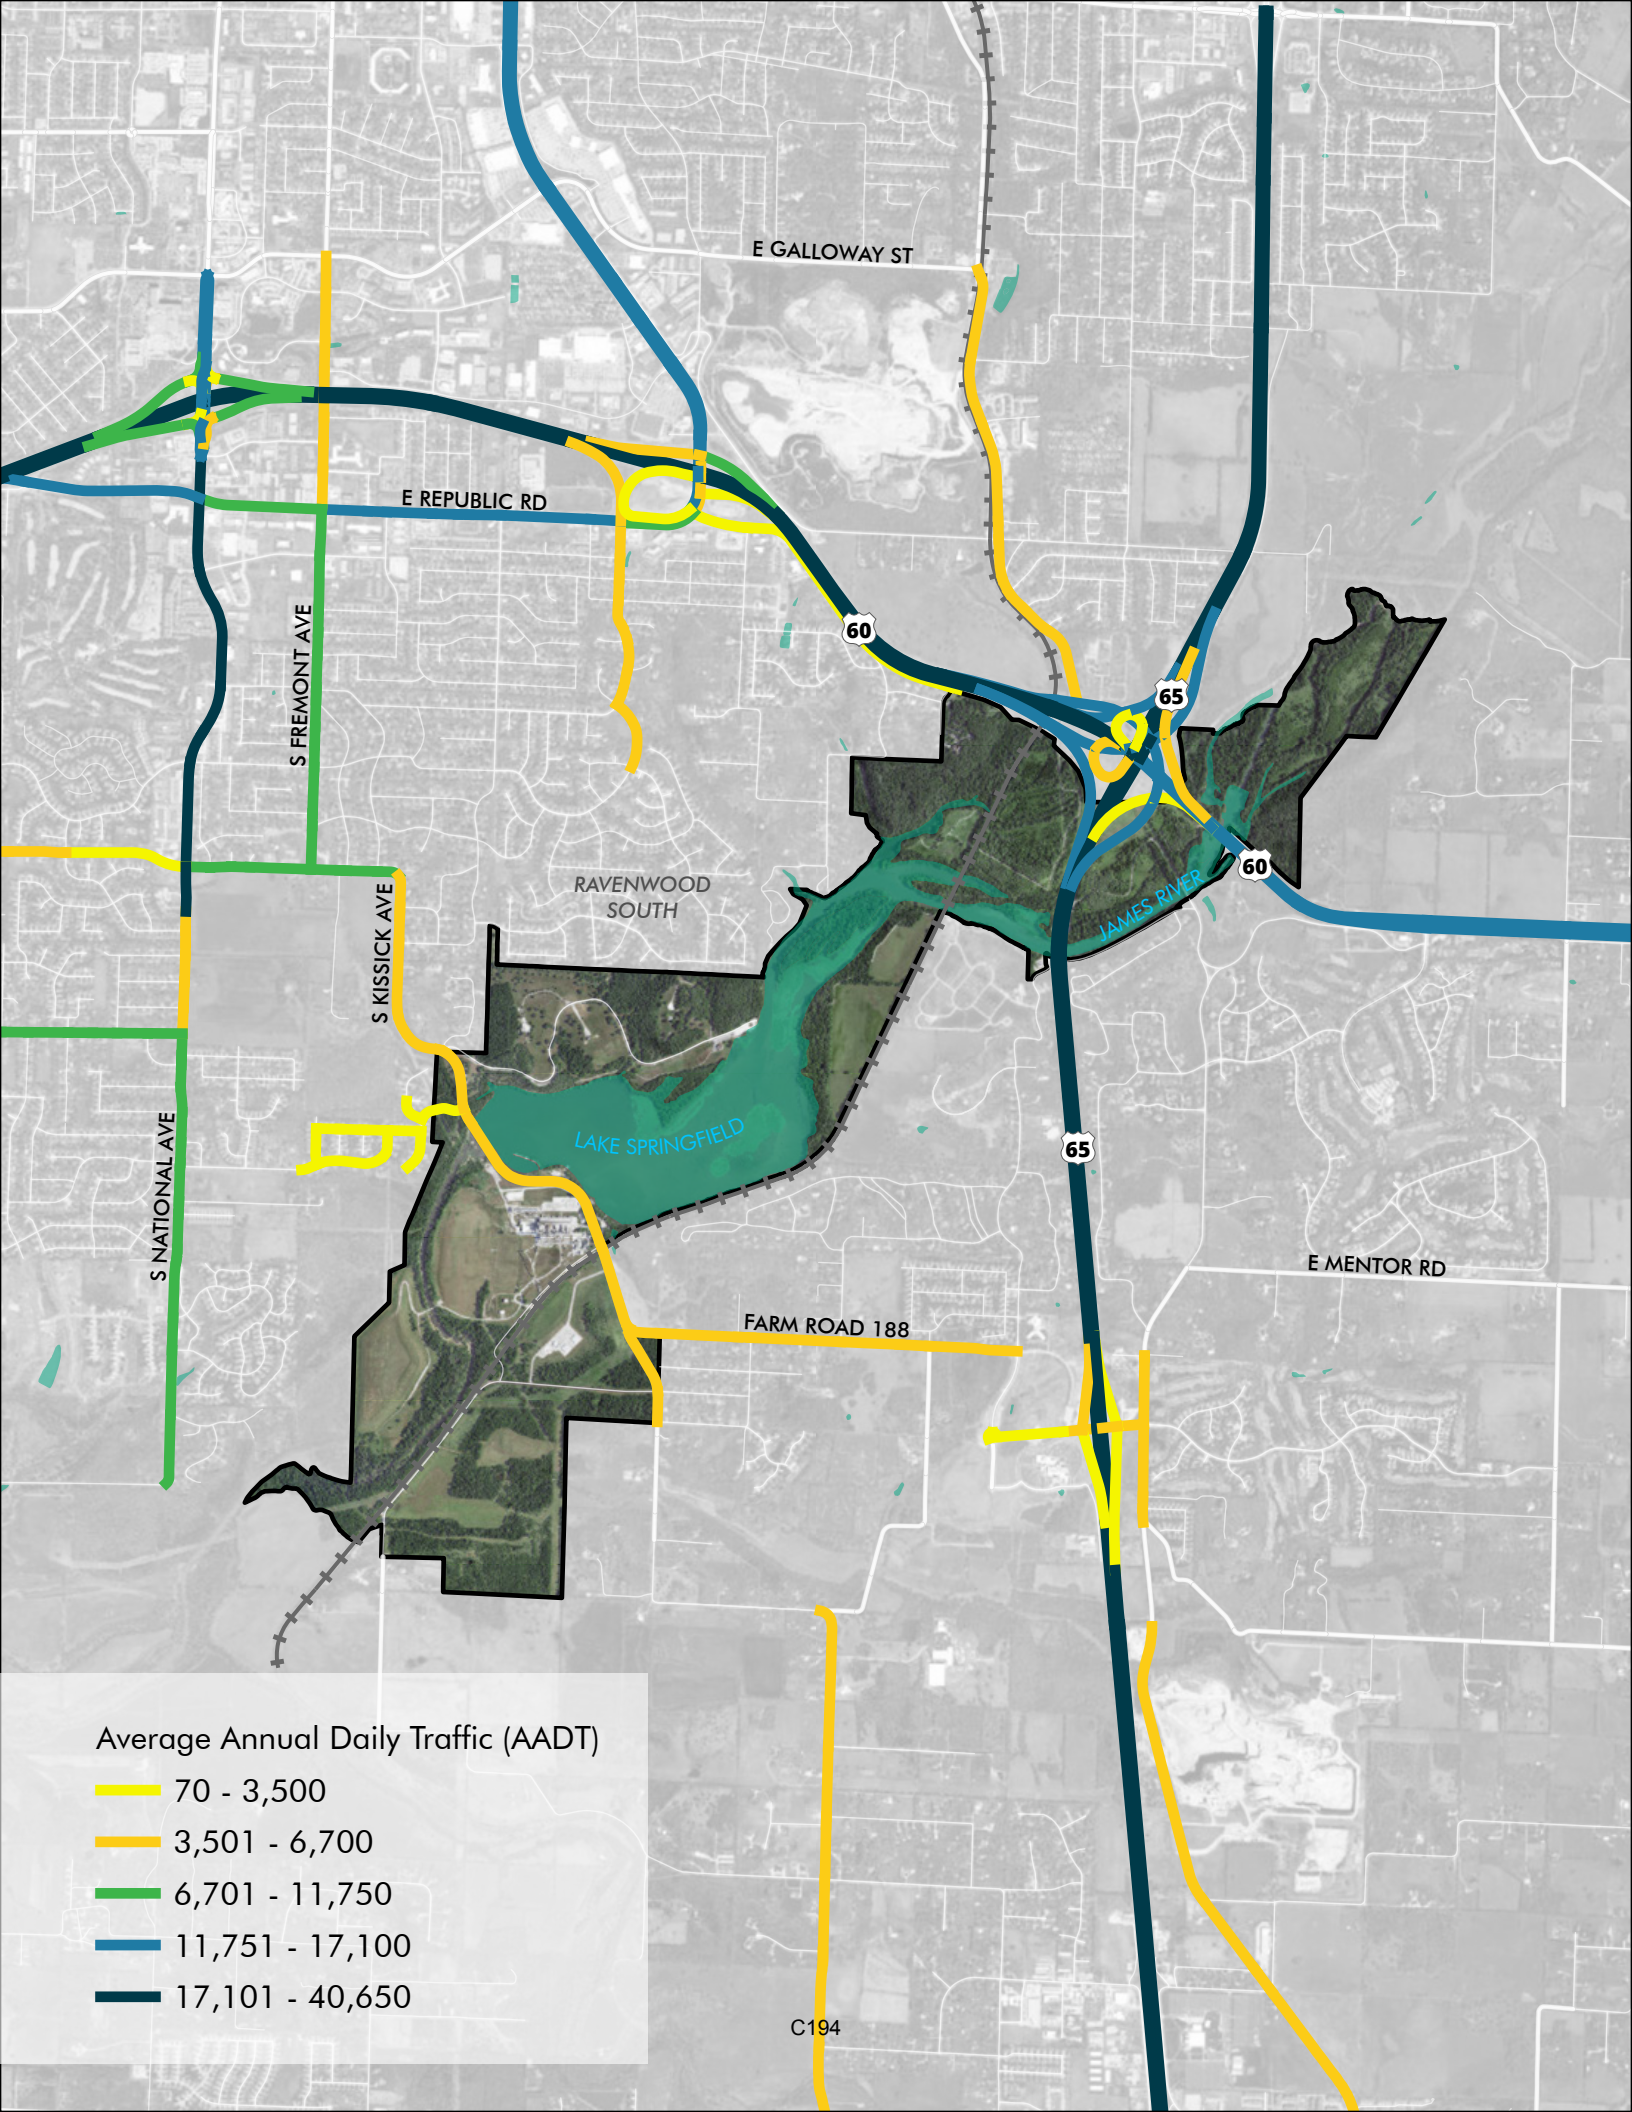 E GALLOWAY ST
E REPUBLIC RD
60
S FREMONT AVE
65
60
RAVENWOOD
SOUTH
S KISSICK AVE
JAMES RIVER
LAKE SPRINGFIELD
65
S NATIONAL AVE
E MENTOR RD
FARM ROAD 188
Average Annual Daily Traffic (AADT)
70 - 3,500
3,501 - 6,700
6,701 - 11,750
11,751 - 17,100
17,101 - 40,650
C194